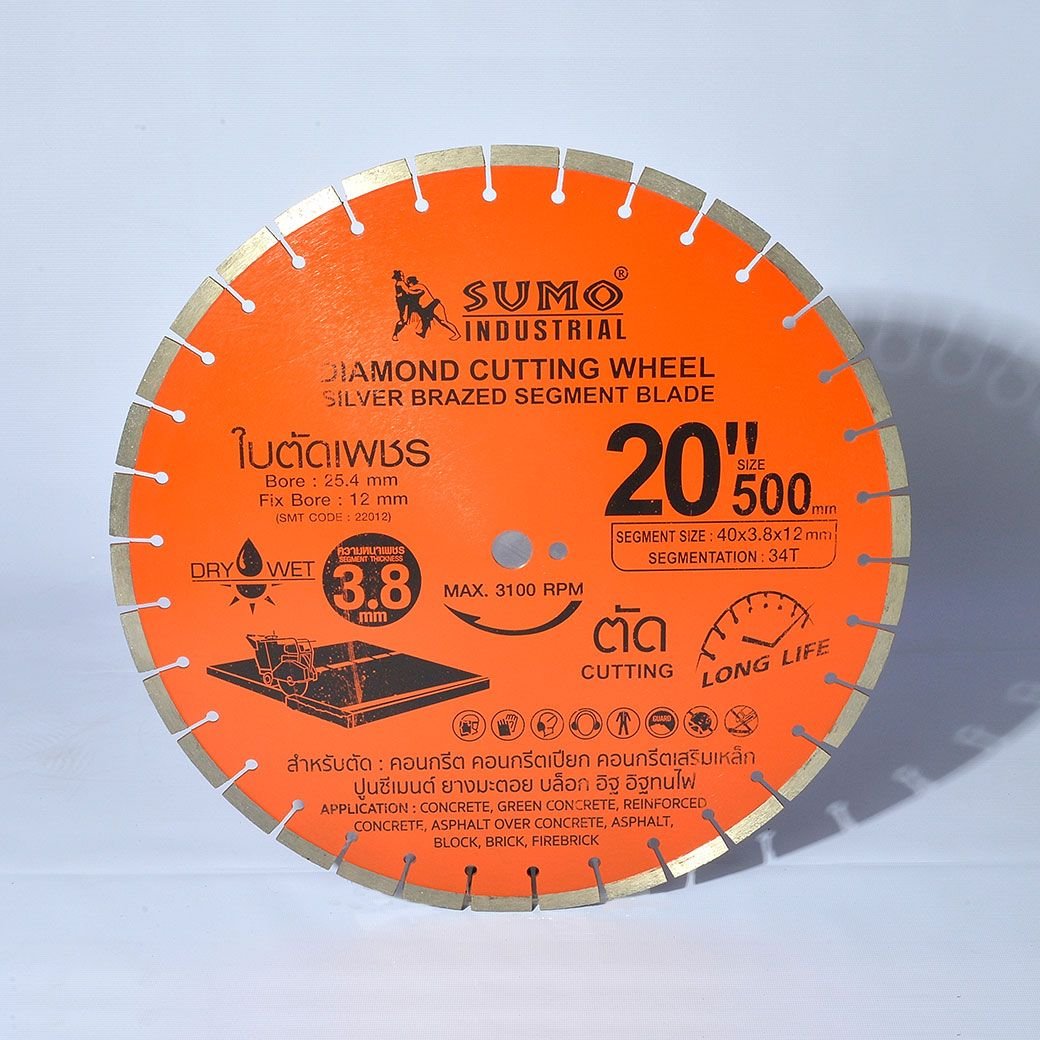 SUMO®
INDUSTRIAL
DIAMOND CUTTING WHEEL
SILVER BRAZED SEGMENT BLADE
ใบตัดเพชร
Bore : 25.4 mm
Fix Bore : 12 mm
(SMT CODE : 22012)
20"
SIZE
500 mm
SEGMENT SIZE : 40x3.8x12 mm
SEGMENTATION : 34T
DRY WET
ความหนาเพชร
SEGMENT THICKNESS
3.8
mm
MAX. 3100 RPM
ตัด
CUTTING
LONG LIFE
GUARD
สำหรับตัด : คอนกรีต คอนกรีตเปียก คอนกรีตเสริมเหล็ก
ปูนซีเมนต์ ยางมะตอย บล็อก อิฐ อิฐทนไฟ
APPLICATION : CONCRETE, GREEN CONCRETE, REINFORCED
CONCRETE, ASPHALT OVER CONCRETE, ASPHALT,
BLOCK, BRICK, FIREBRICK